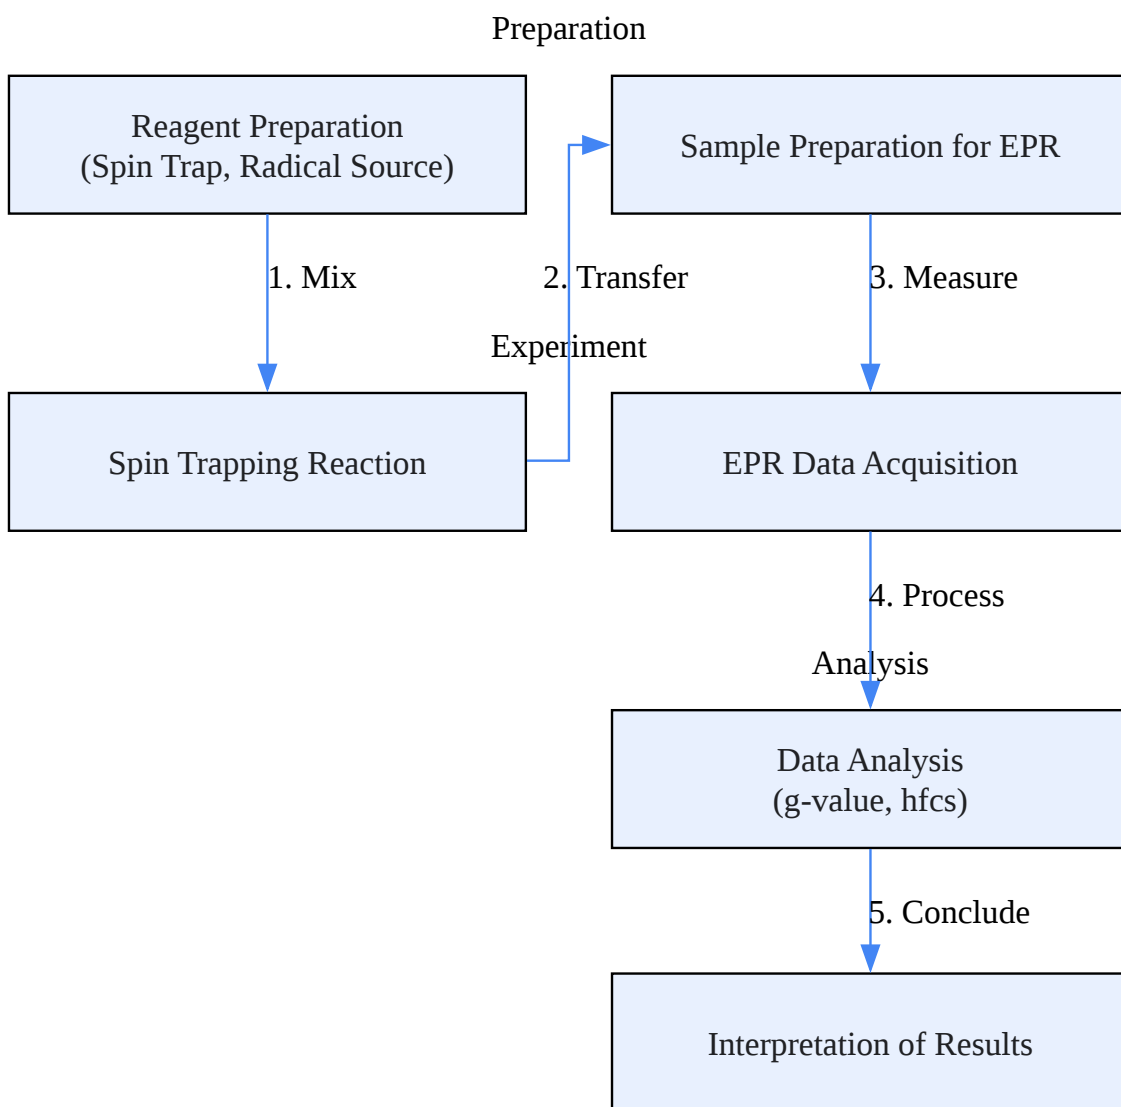 Preparation
Reagent Preparation
(Spin Trap, Radical Source)
Sample Preparation for EPR
1. Mix
2. Transfer
3. Measure
Experiment
Spin Trapping Reaction
EPR Data Acquisition
4. Process
Analysis
Data Analysis
(g-value, hfcs)
5. Conclude
Interpretation of Results